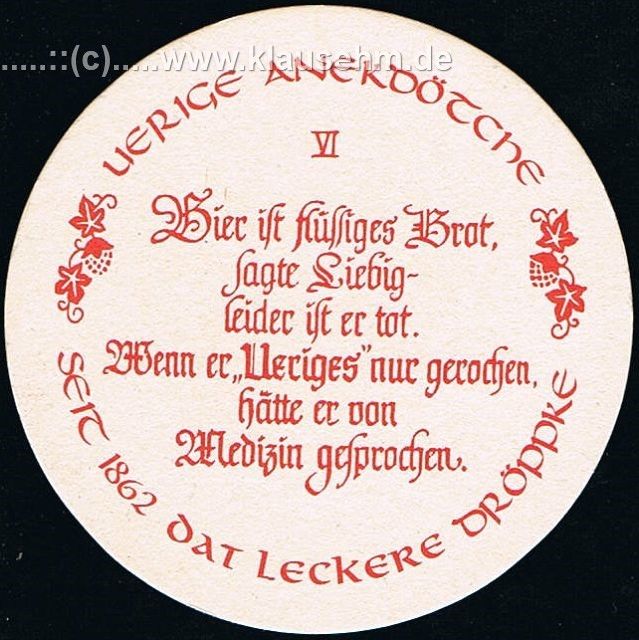 .....::(c).....www.klausehm.de
UERIGE ANEKDÖTCHE
VI
Bier ist flüssiges Brot,
sagte Liebig-
leider ist er tot.
Wenn er „Ueriges" nur gerochen,
hätte er von
Medizin gesprochen.
SEIT 1862 DAT LECKERE DRÖPPKE